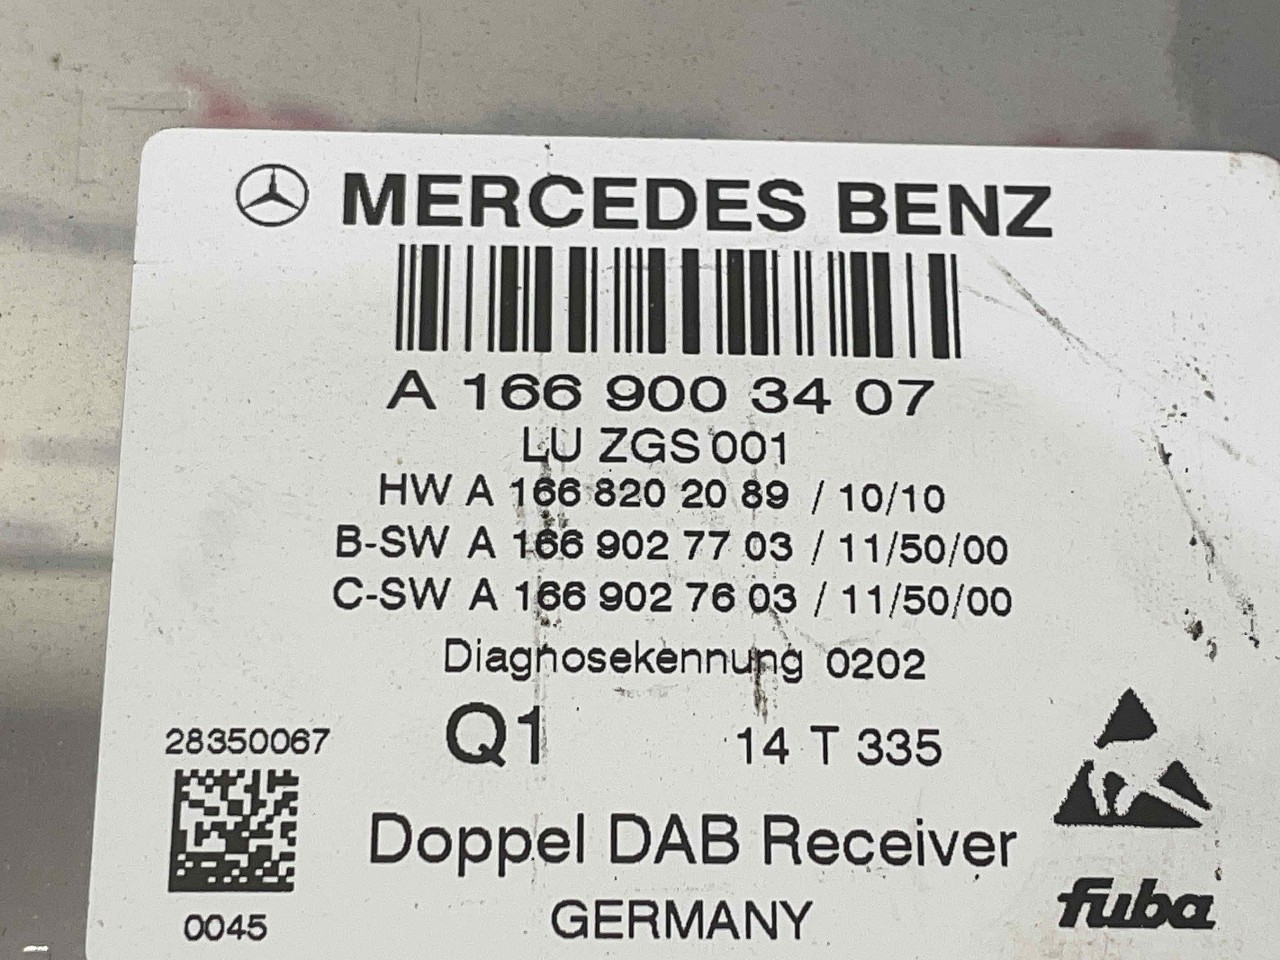 MERCEDES BENZ
A 166 900 34 07
LU ZGS 001
HW A 166 820 20 89 / 10/10
B-SW A 166 902 77 03 / 11/50/00
C-SW A 166 902 76 03 / 11/50/00
Diagnosekennung 0202
28350067 Q1 14 T 335
Doppel DAB Receiver
0045 GERMANY fuba